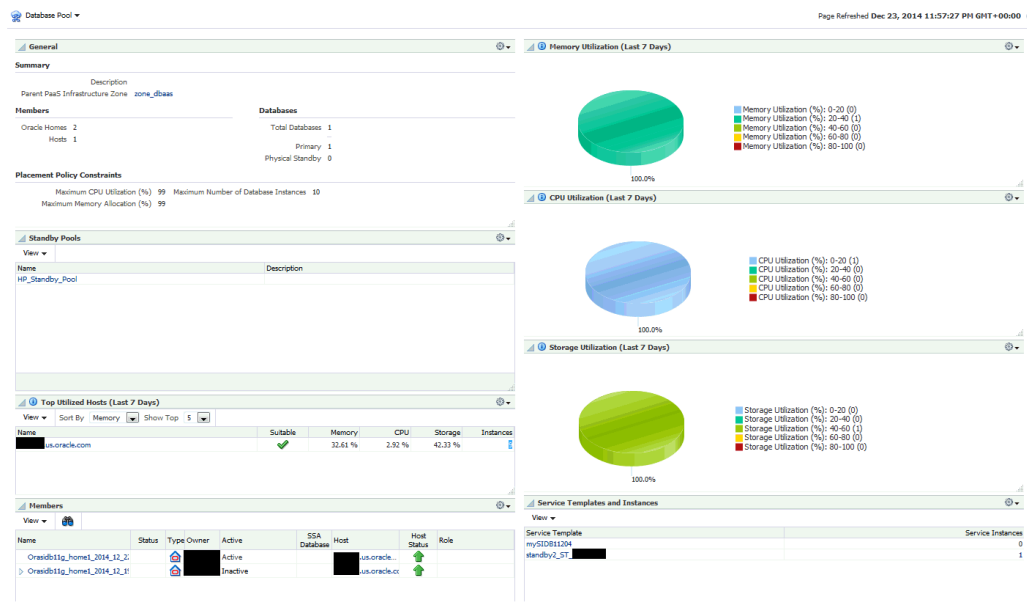 Database Pool
Page Refreshed Dec 23, 2014 11:57:27 PM GMT+00:00
General
Summary
Description
Parent PaaS Infrastructure Zone zone_dbaas
Members
Databases
Oracle Homes 2
Total Databases 1
Hosts 1
Primary 1
Physical Standby 0
Placement Policy Constraints
Maximum CPU Utilization (%) 99 Maximum Number of Database Instances 10
Maximum Memory Allocation (%) 99
Standby Pools
View
Name Description
HP_Standby_Pool
Top Utilized Hosts (Last 7 Days)
View Sort By Memory Show Top 5
Name Suitable Memory CPU Storage Instances
us.oracle.com 32.61 % 2.92 % 42.33 %
Members
View
Name Status Type Owner Active SSA Database Host Host Status Role
Orasidb11g_home1_2014_12_22 Active .us.oracle...
Orasidb11g_home1_2014_12_15 Inactive .us.oracle.cc
Memory Utilization (Last 7 Days)
Memory Utilization (%): 0-20 (0)
Memory Utilization (%): 20-40 (1)
Memory Utilization (%): 40-60 (0)
Memory Utilization (%): 60-80 (0)
Memory Utilization (%): 80-100 (0)
100.0%
CPU Utilization (Last 7 Days)
CPU Utilization (%): 0-20 (1)
CPU Utilization (%): 20-40 (0)
CPU Utilization (%): 40-60 (0)
CPU Utilization (%): 60-80 (0)
CPU Utilization (%): 80-100 (0)
100.0%
Storage Utilization (Last 7 Days)
Storage Utilization (%): 0-20 (0)
Storage Utilization (%): 20-40 (0)
Storage Utilization (%): 40-60 (1)
Storage Utilization (%): 60-80 (0)
Storage Utilization (%): 80-100 (0)
100.0%
Service Templates and Instances
View
Service Template Service Instances
mySIDB11204 0
standby2_ST_ 1